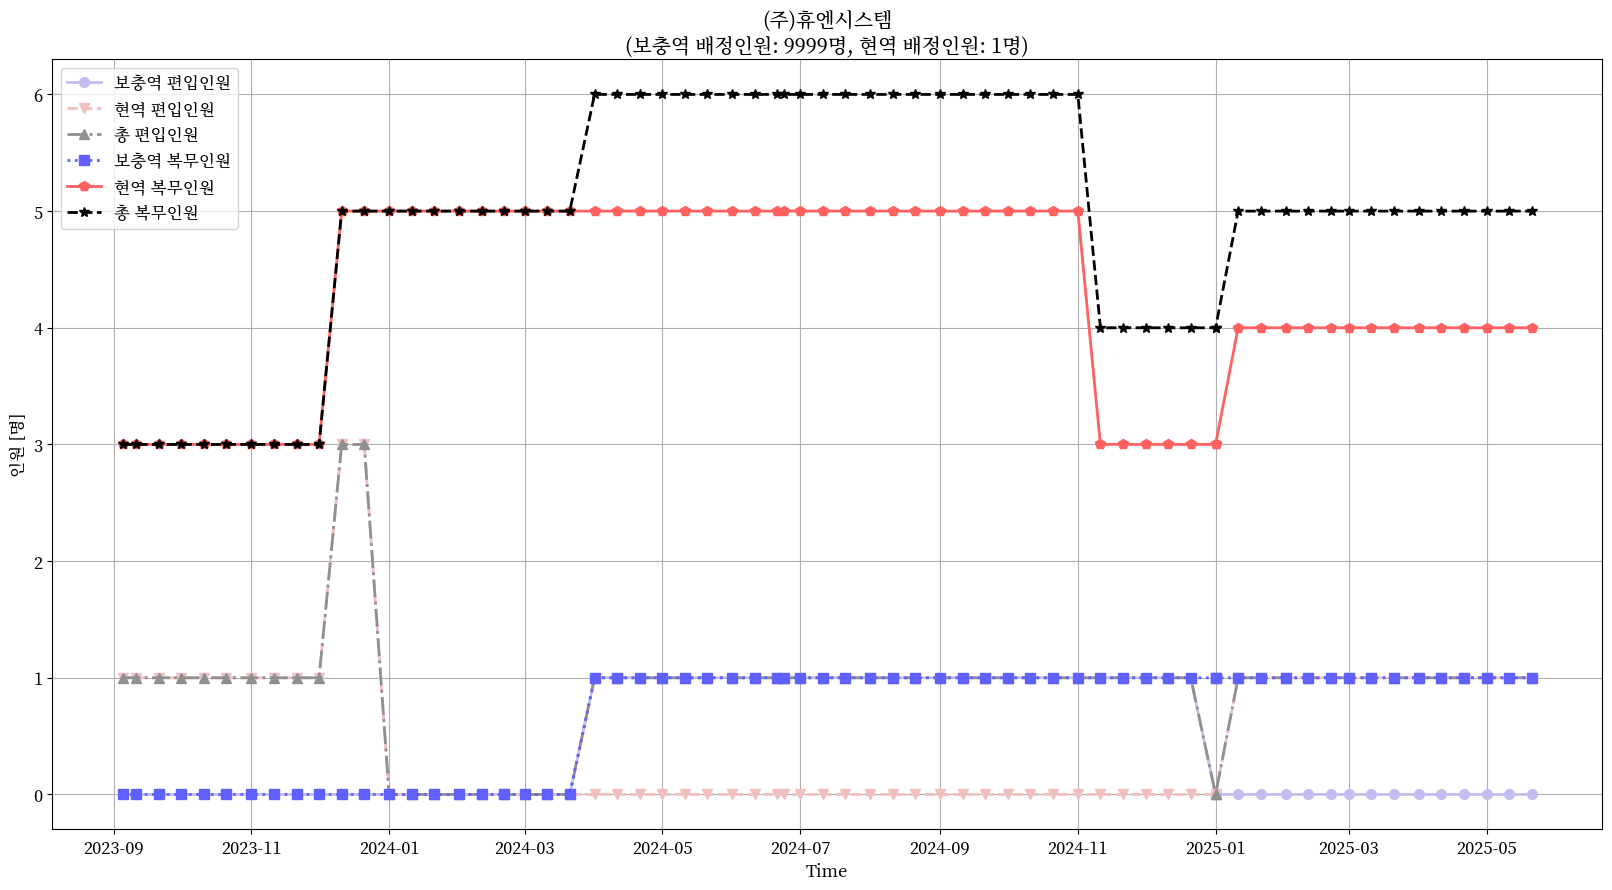 (주)휴엔시스템
(보충역 배정인원: 9999명, 현역 배정인원: 1명)
보충역 편입인원
현역 편입인원
총 편입인원
보충역 복무인원
현역 복무인원
총 복무인원
인원 [명]
6
5
4
3
2
1
0
2023-09 2023-11 2024-01 2024-03 2024-05 2024-07 2024-09 2024-11 2025-01 2025-03 2025-05
Time